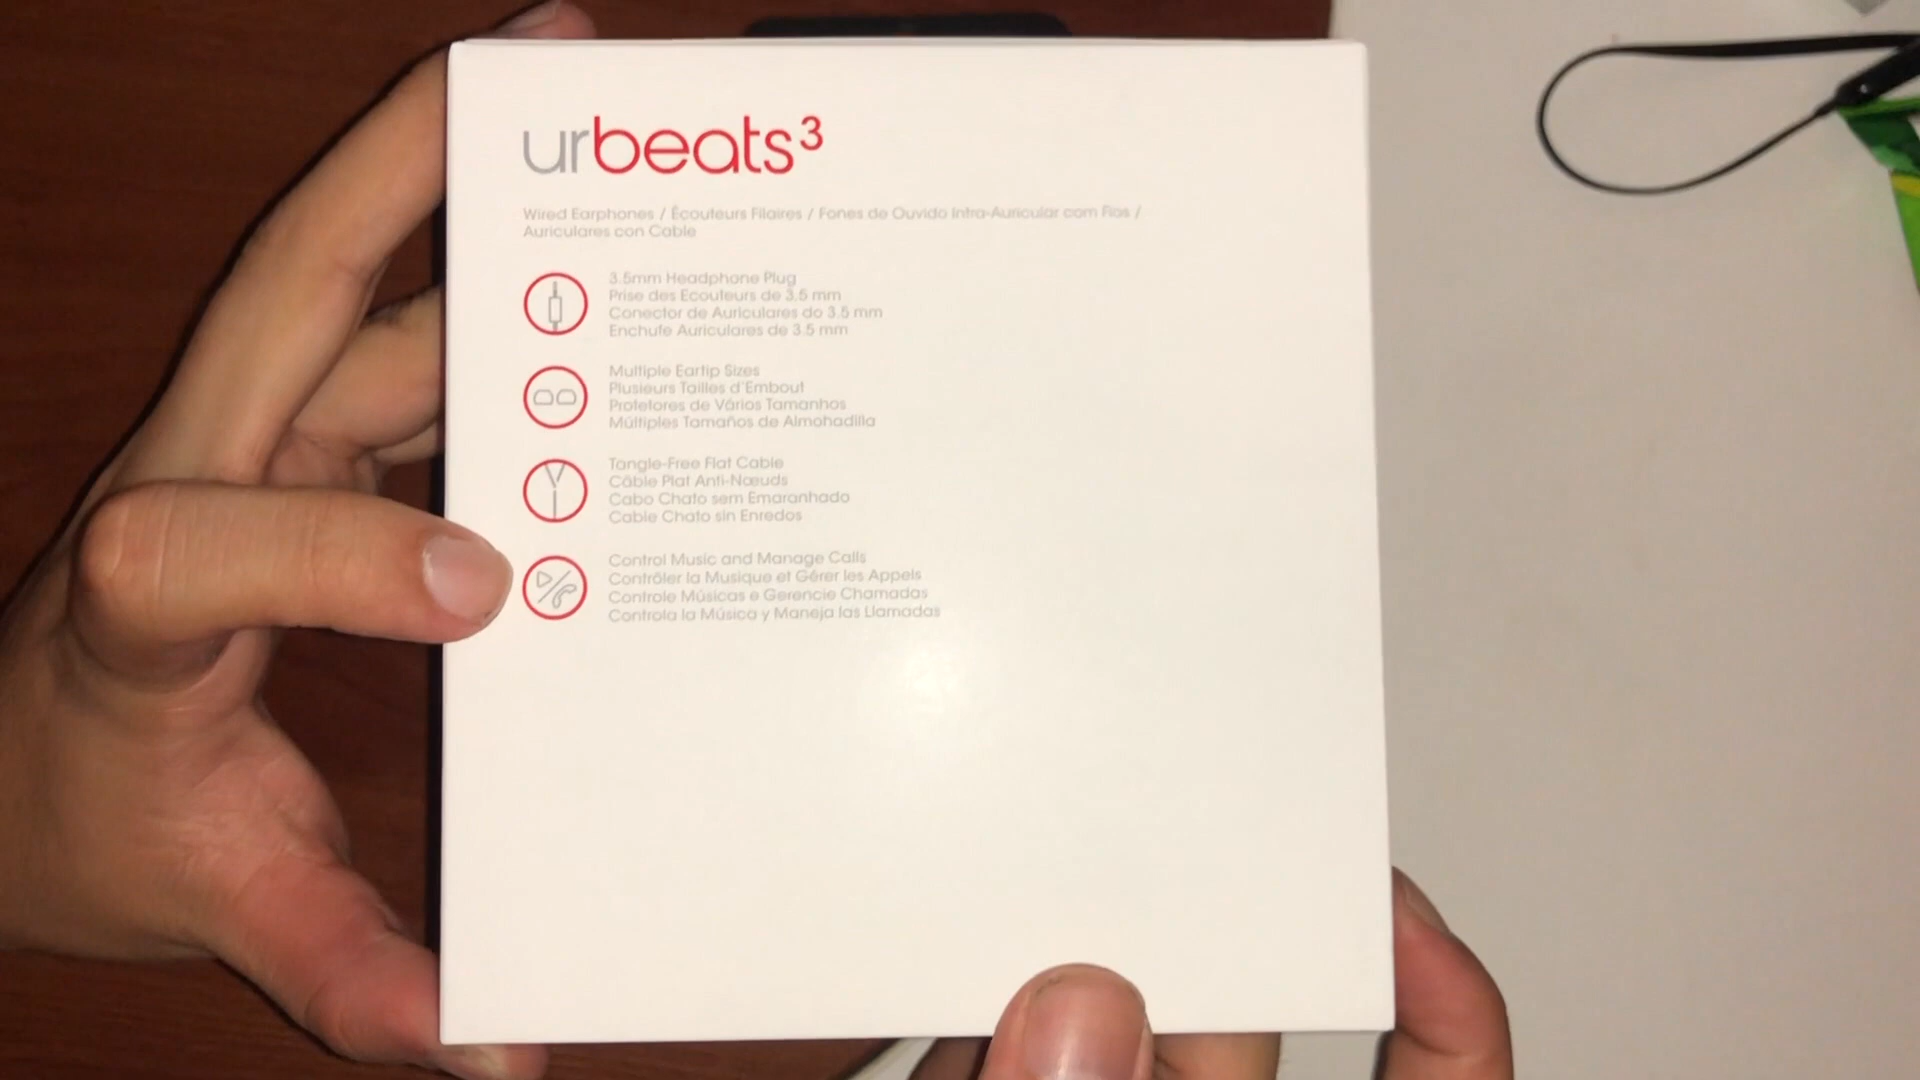 urbeats³
Wired Earphones / Écouteurs Filaires / Fones de Ouvido Intra-Auricular com Fios /
Auriculares con Cable
3.5mm Headphone Plug
Prise des Écouteurs de 3,5 mm
Conector de Auriculares do 3.5 mm
Enchufe Auriculares de 3.5 mm
Multiple Eartip Sizes
Plusieurs Tailles d'Embout
Protetores de Vários Tamanhos
Múltiples Tamaños de Almohadilla
Tangle-Free Flat Cable
Câble Plat Anti-Nœuds
Cabo Chato sem Emaranhado
Cable Chato sin Enredos
Control Music and Manage Calls
Contrôler la Musique et Gérer les Appels
Controle Músicas e Gerencie Chamadas
Controla la Música y Maneja las Llamadas